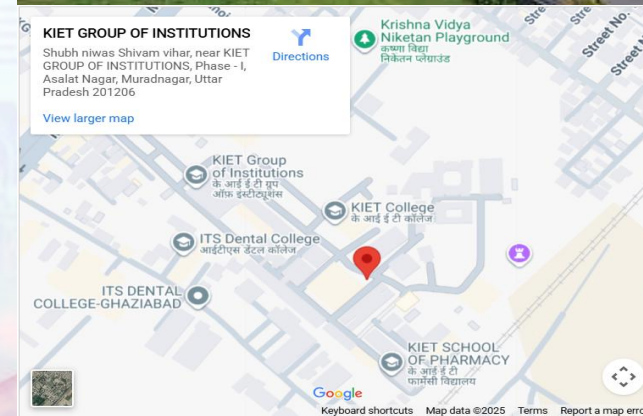 KIET GROUP OF INSTITUTIONS
Shubh niwas Shivam vihar, near KIET
GROUP OF INSTITUTIONS, Phase - I,
Asalat Nagar, Muradnagar, Uttar
Pradesh 201206
Directions
View larger map
Krishna Vidya
Niketan Playground
कृष्णा विद्या
निकेतन प्लेग्राउंड
Street No.
Street
KIET Group
of Institutions
के आई ई टी ग्रुप
ऑफ़ इंस्टीट्यूशंस
KIET College
के आई ई टी कॉलेज
ITS Dental College
आईटीएस डेंटल कॉलेज
ITS DENTAL
COLLEGE-GHAZIABAD
KIET SCHOOL
OF PHARMACY
के आई ई टी
फार्मेसी विद्यालय
Google
Keyboard shortcuts Map data ©2025 Terms Report a map